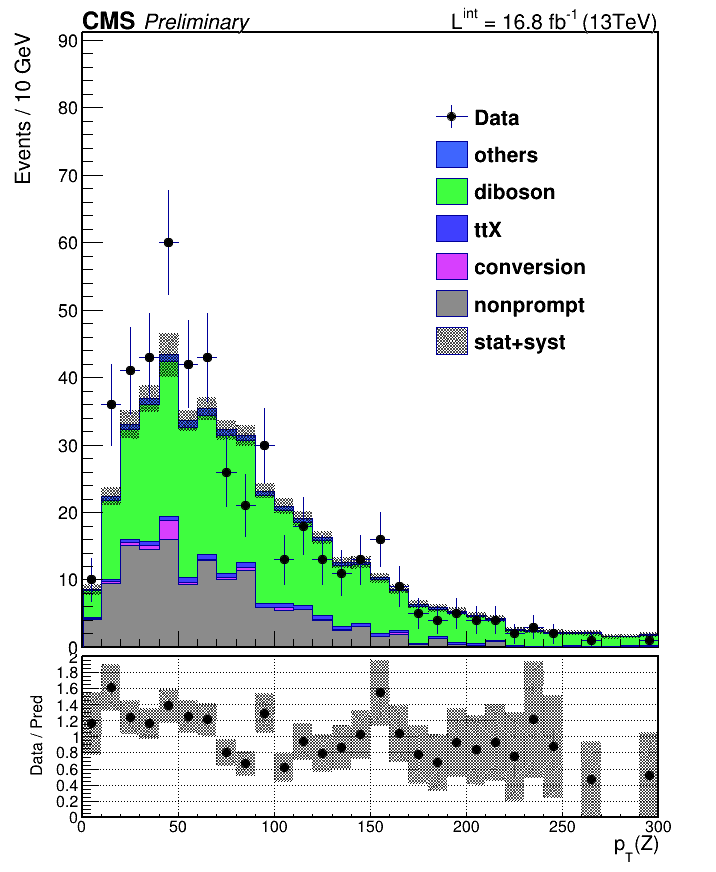 CMS Preliminary L^int = 16.8 fb^-1 (13TeV)
Events / 10 GeV
90
80
70
60
50
40
30
20
10
0
Data
others
diboson
ttX
conversion
nonprompt
stat+syst
Data / Pred
2
1.8
1.6
1.4
1.2
1
0.8
0.6
0.4
0.2
0
0 50 100 150 200 250 300
p_T(Z)